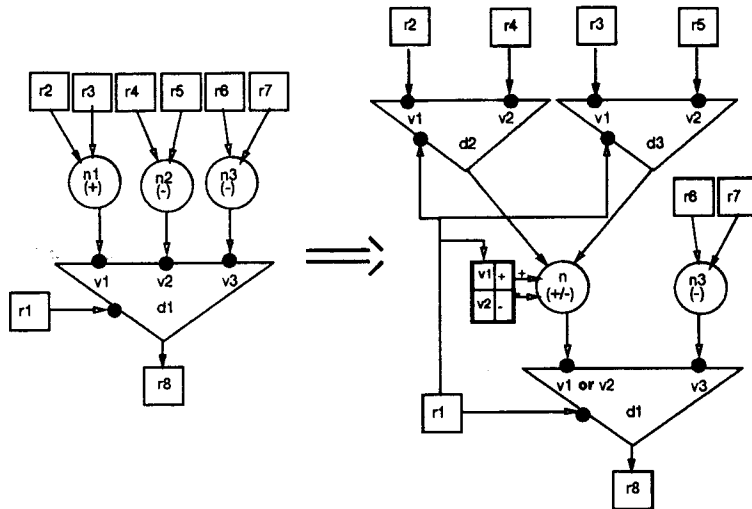 r2 r3 r4 r5 r6 r7
n1 n2 n3
(+) (-) (-)
v1 v2 v3
r1 d1
r8
r2 r4 r3 r5
v1 v2 v1 v2
d2 d3
r6 r7
v1 + + n n3
v2 - - (+/-) (-)
v1 or v2 v3
r1 d1
r8